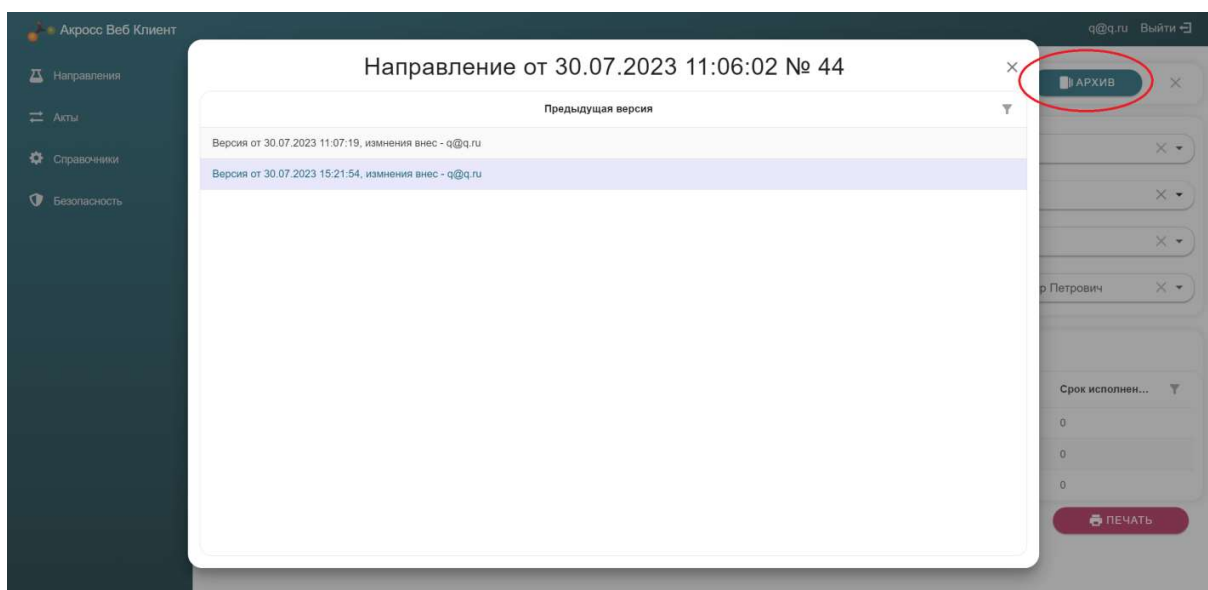 Акросс Веб Клиент
q@q.ru Выйти
Направления
Акты
Справочники
Безопасность
Направление от 30.07.2023 11:06:02 № 44
АРХИВ
Предыдущая версия
Версия от 30.07.2023 11:07:19, измнения внес - q@q.ru
Версия от 30.07.2023 15:21:54, измнения внес - q@q.ru
р Петрович
Срок исполнен...
0
0
0
ПЕЧАТЬ